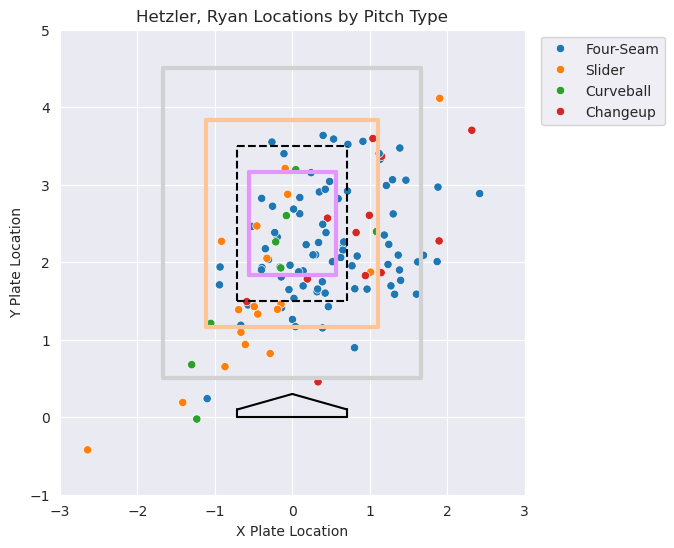 Hetzler, Ryan Locations by Pitch Type
Four-Seam
Slider
Curveball
Changeup
Y Plate Location
5
4
3
2
1
0
−1
−3
−2
−1
0
1
2
3
X Plate Location